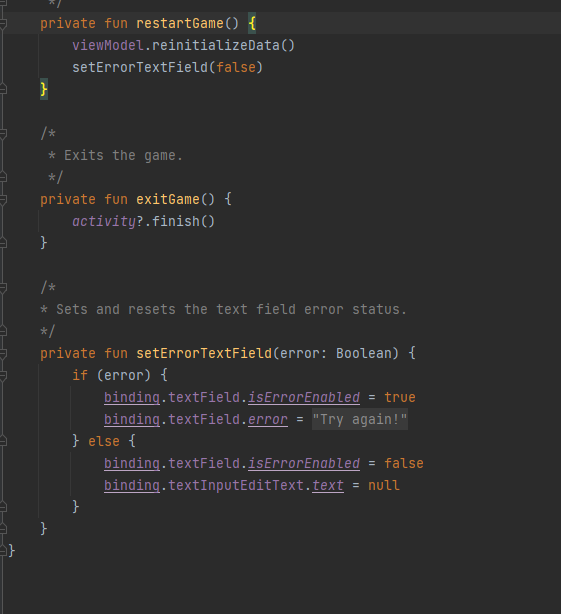 */
private fun restartGame() {
viewModel.reinitializeData()
setErrorTextField(false)
}
/*
* Exits the game.
*/
private fun exitGame() {
activity?.finish()
}
/*
* Sets and resets the text field error status.
*/
private fun setErrorTextField(error: Boolean) {
if (error) {
binding.textField.isErrorEnabled = true
binding.textField.error = "Try again!"
} else {
binding.textField.isErrorEnabled = false
binding.textInputEditText.text = null
}
}
}